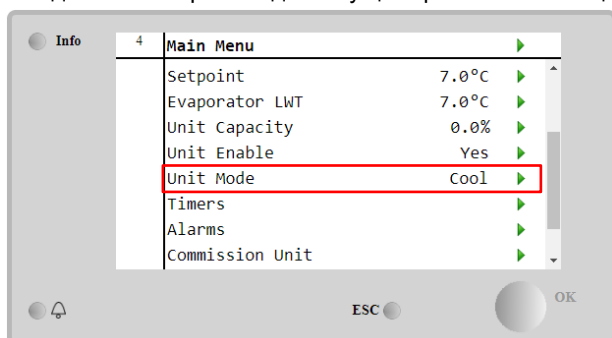 Info
4 Main Menu
Setpoint 7.0°C
Evaporator LWT 7.0°C
Unit Capacity 0.0%
Unit Enable Yes
Unit Mode Cool
Timers
Alarms
Commission Unit
ESC
OK